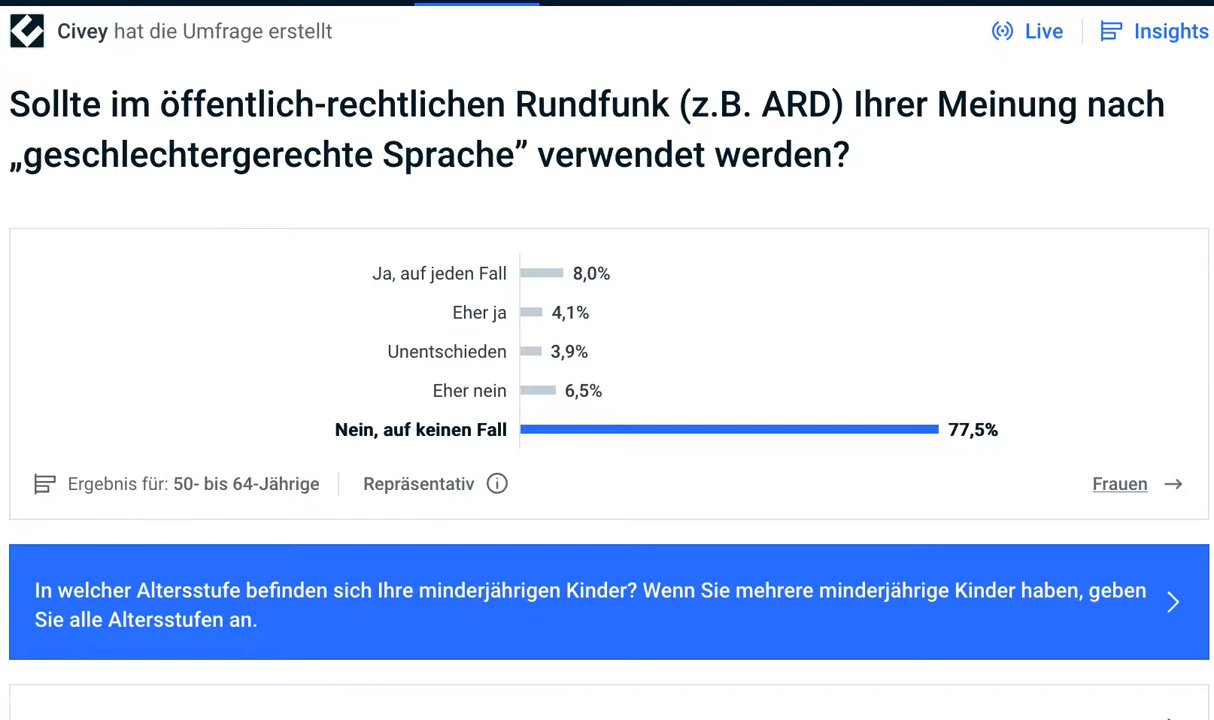 Civey hat die Umfrage erstellt
Live
Insights
Sollte im öffentlich-rechtlichen Rundfunk (z.B. ARD) Ihrer Meinung nach
„geschlechtergerechte Sprache” verwendet werden?
Ja, auf jeden Fall 8,0%
Eher ja 4,1%
Unentschieden 3,9%
Eher nein 6,5%
Nein, auf keinen Fall 77,5%
Ergebnis für: 50- bis 64-Jährige
Repräsentativ
Frauen
In welcher Altersstufe befinden sich Ihre minderjährigen Kinder? Wenn Sie mehrere minderjährige Kinder haben, geben
Sie alle Altersstufen an.